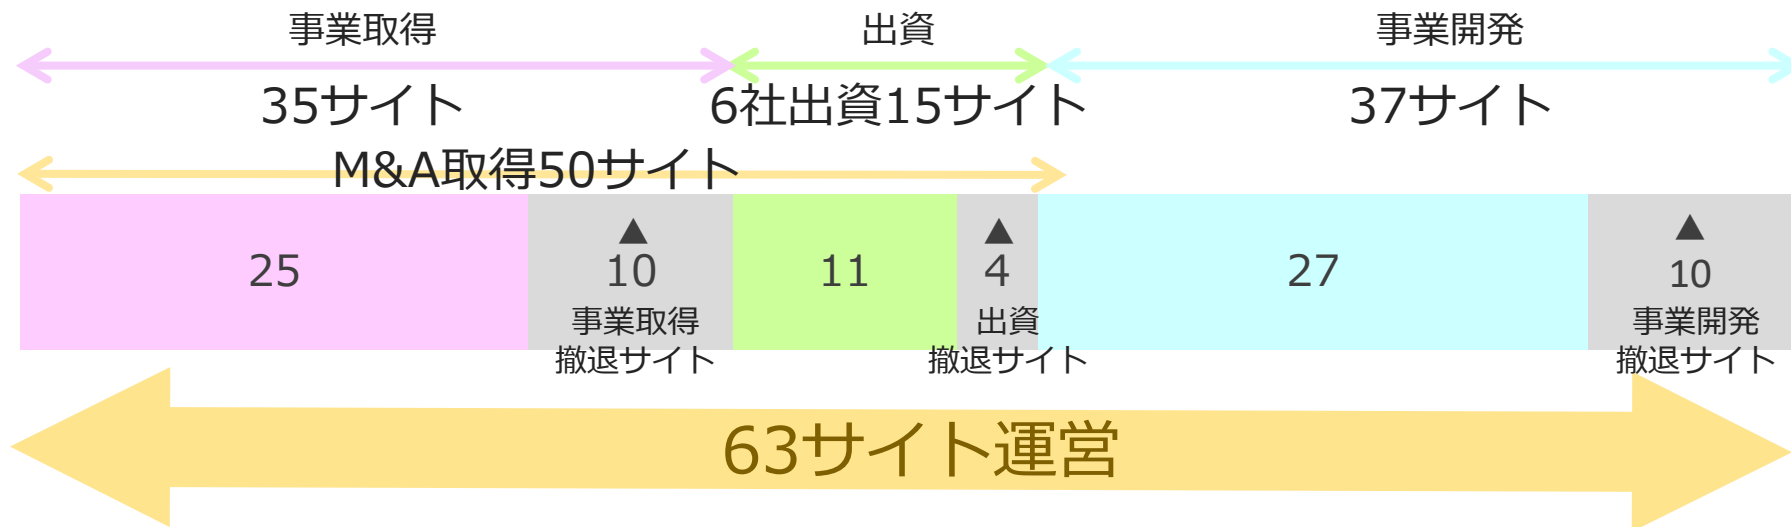 事業取得
出資
事業開発
35サイト
6社出資15サイト
37サイト
M&A取得50サイト
25
▲
10
事業取得
撤退サイト
11
▲
4
出資
撤退サイト
27
▲
10
事業開発
撤退サイト
63サイト運営